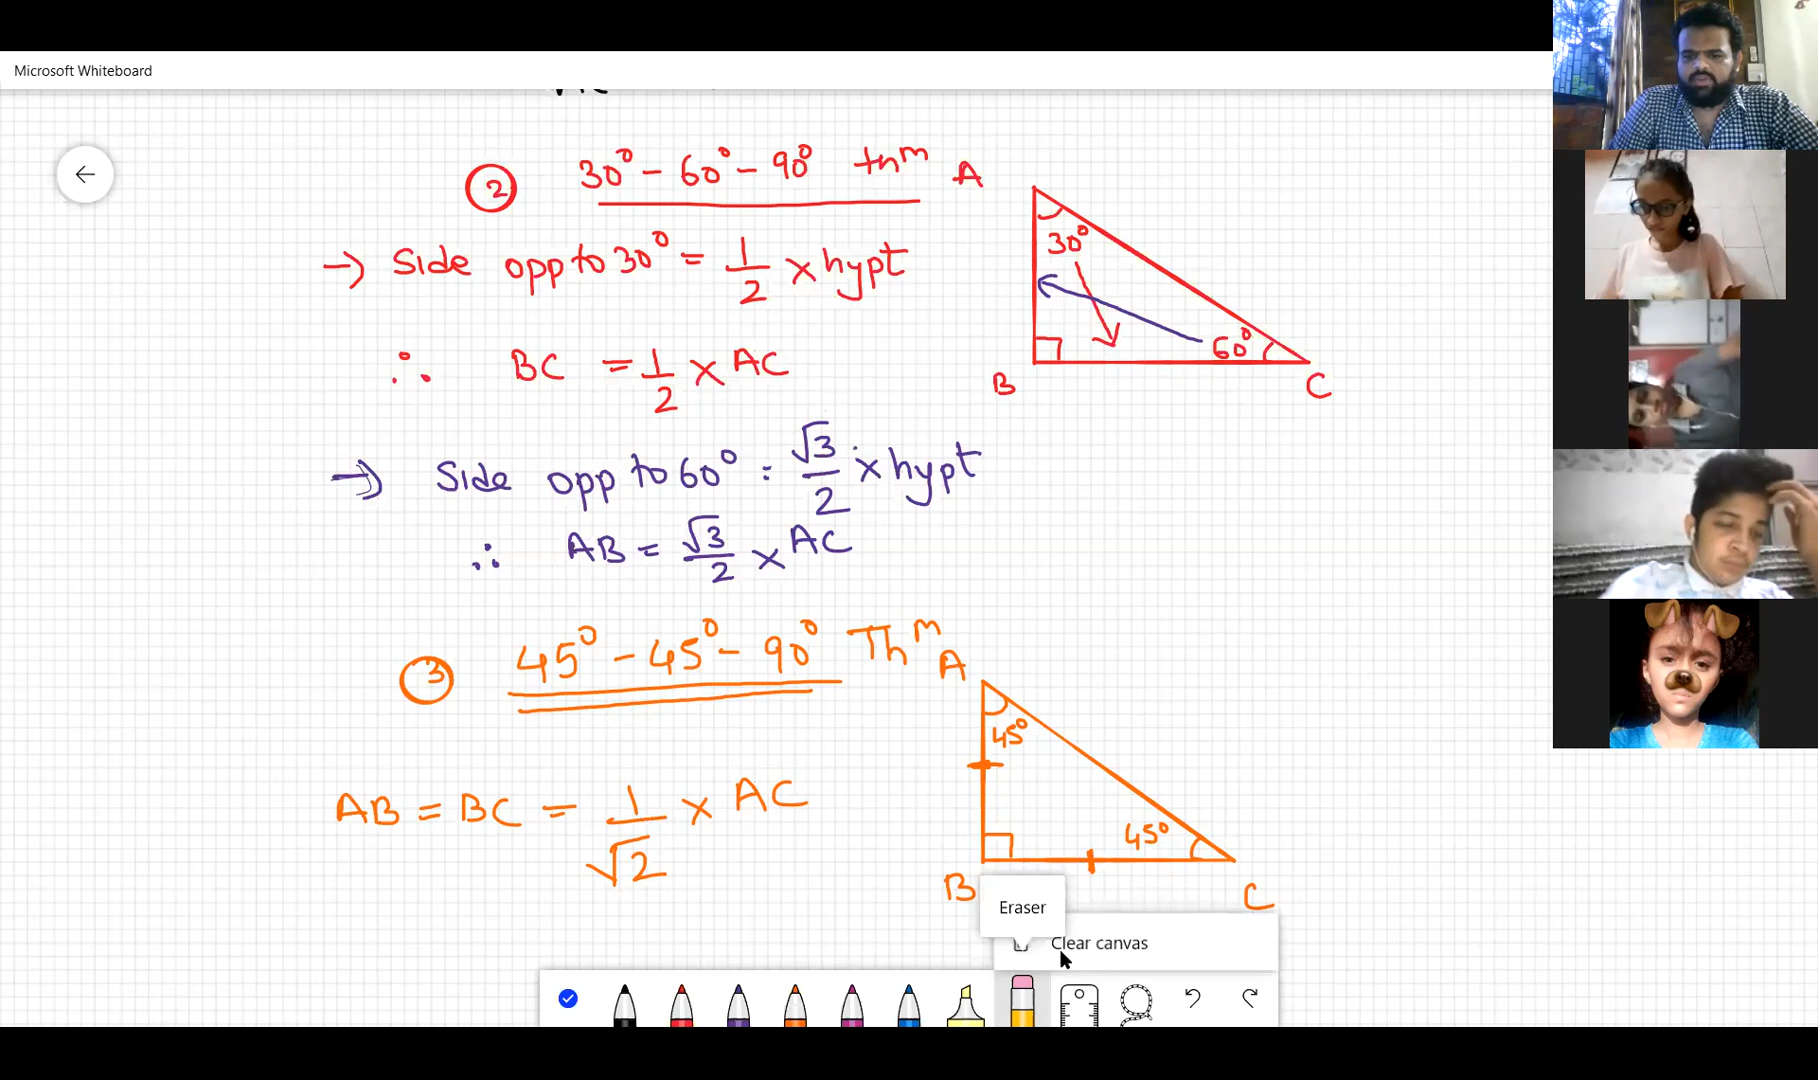 Microsoft Whiteboard
② 30° - 60° - 90° thm
→ Side opp to 30° = 1/2 × hypt
∴ BC = 1/2 × AC
→ Side opp to 60° = √3/2 × hypt
∴ AB = √3/2 × AC
A
30°
60°
B
C
③ 45° - 45° - 90° Thm
AB = BC = 1/√2 × AC
A
45°
45°
B
C
Eraser
Clear canvas